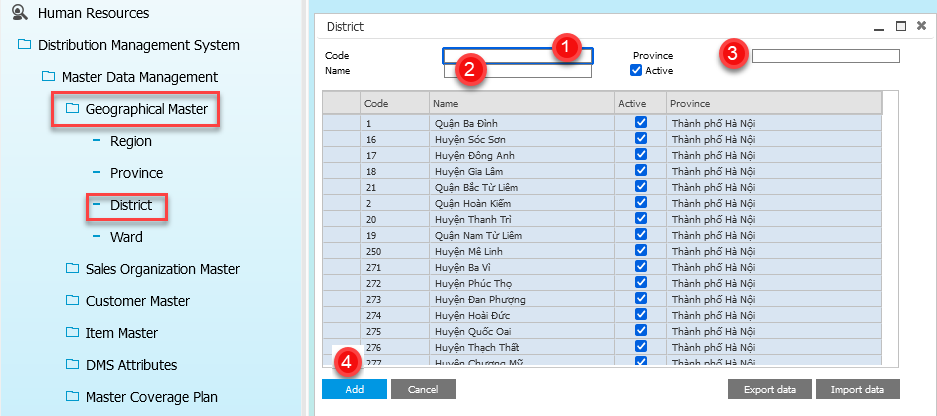 Human Resources
Distribution Management System
Master Data Management
Geographical Master
Region
Province
District
Ward
Sales Organization Master
Customer Master
Item Master
DMS Attributes
Master Coverage Plan
District
Code 1 Province 3
Name 2 Active
Code Name Active Province
1 Quận Ba Đình Thành phố Hà Nội
16 Huyện Sóc Sơn Thành phố Hà Nội
17 Huyện Đông Anh Thành phố Hà Nội
18 Huyện Gia Lâm Thành phố Hà Nội
21 Quận Bắc Từ Liêm Thành phố Hà Nội
2 Quận Hoàn Kiếm Thành phố Hà Nội
20 Huyện Thanh Trì Thành phố Hà Nội
19 Quận Nam Từ Liêm Thành phố Hà Nội
250 Huyện Mê Linh Thành phố Hà Nội
271 Huyện Ba Vì Thành phố Hà Nội
272 Huyện Phúc Thọ Thành phố Hà Nội
273 Huyện Đan Phượng Thành phố Hà Nội
274 Huyện Hoài Đức Thành phố Hà Nội
275 Huyện Quốc Oai Thành phố Hà Nội
276 Huyện Thạch Thất Thành phố Hà Nội
277 Huyện Chương Mỹ Thành phố Hà Nội
4
Add Cancel Export data Import data